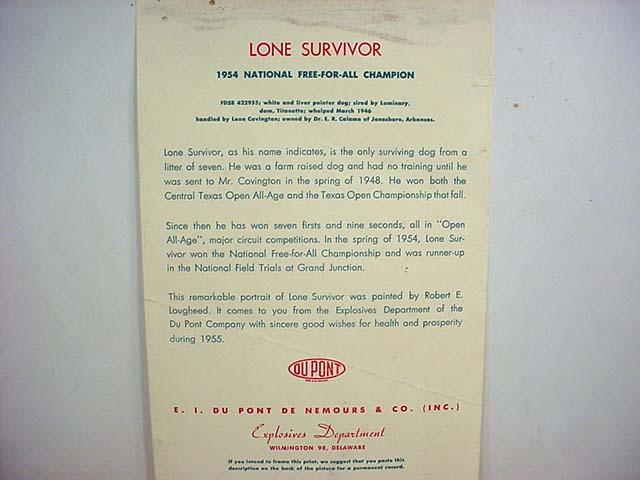 LONE SURVIVOR
1954 NATIONAL FREE-FOR-ALL CHAMPION
FDSB 422955; white and liver pointer dog; sired by Luminary,
dam, Titanette; whelped March 1946
handled by Leon Covington; owned by Dr. E. R. Calame of Jonesboro, Arkansas.
Lone Survivor, as his name indicates, is the only surviving dog from a
litter of seven. He was a farm raised dog and had no training until he
was sent to Mr. Covington in the spring of 1948. He won both the
Central Texas Open All-Age and the Texas Open Championship that fall.
Since then he has won seven firsts and nine seconds, all in "Open
All-Age", major circuit competitions. In the spring of 1954, Lone Sur-
vivor won the National Free-for-All Championship and was runner-up
in the National Field Trials at Grand Junction.
This remarkable portrait of Lone Survivor was painted by Robert E.
Lougheed. It comes to you from the Explosives Department of the
Du Pont Company with sincere good wishes for health and prosperity
during 1955.
DU PONT
E. I. DU PONT DE NEMOURS & CO. (INC.)
Explosives Department
WILMINGTON 98, DELAWARE
If you intend to frame this print, we suggest that you paste this
description on the back of the picture for a permanent record.